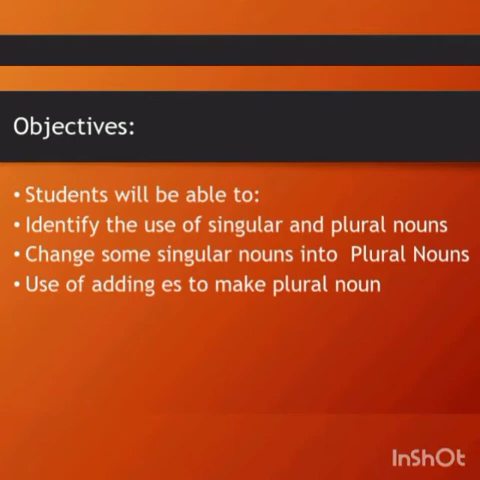 Objectives:
• Students will be able to:
• Identify the use of singular and plural nouns
• Change some singular nouns into Plural Nouns
• Use of adding es to make plural noun
InShOt